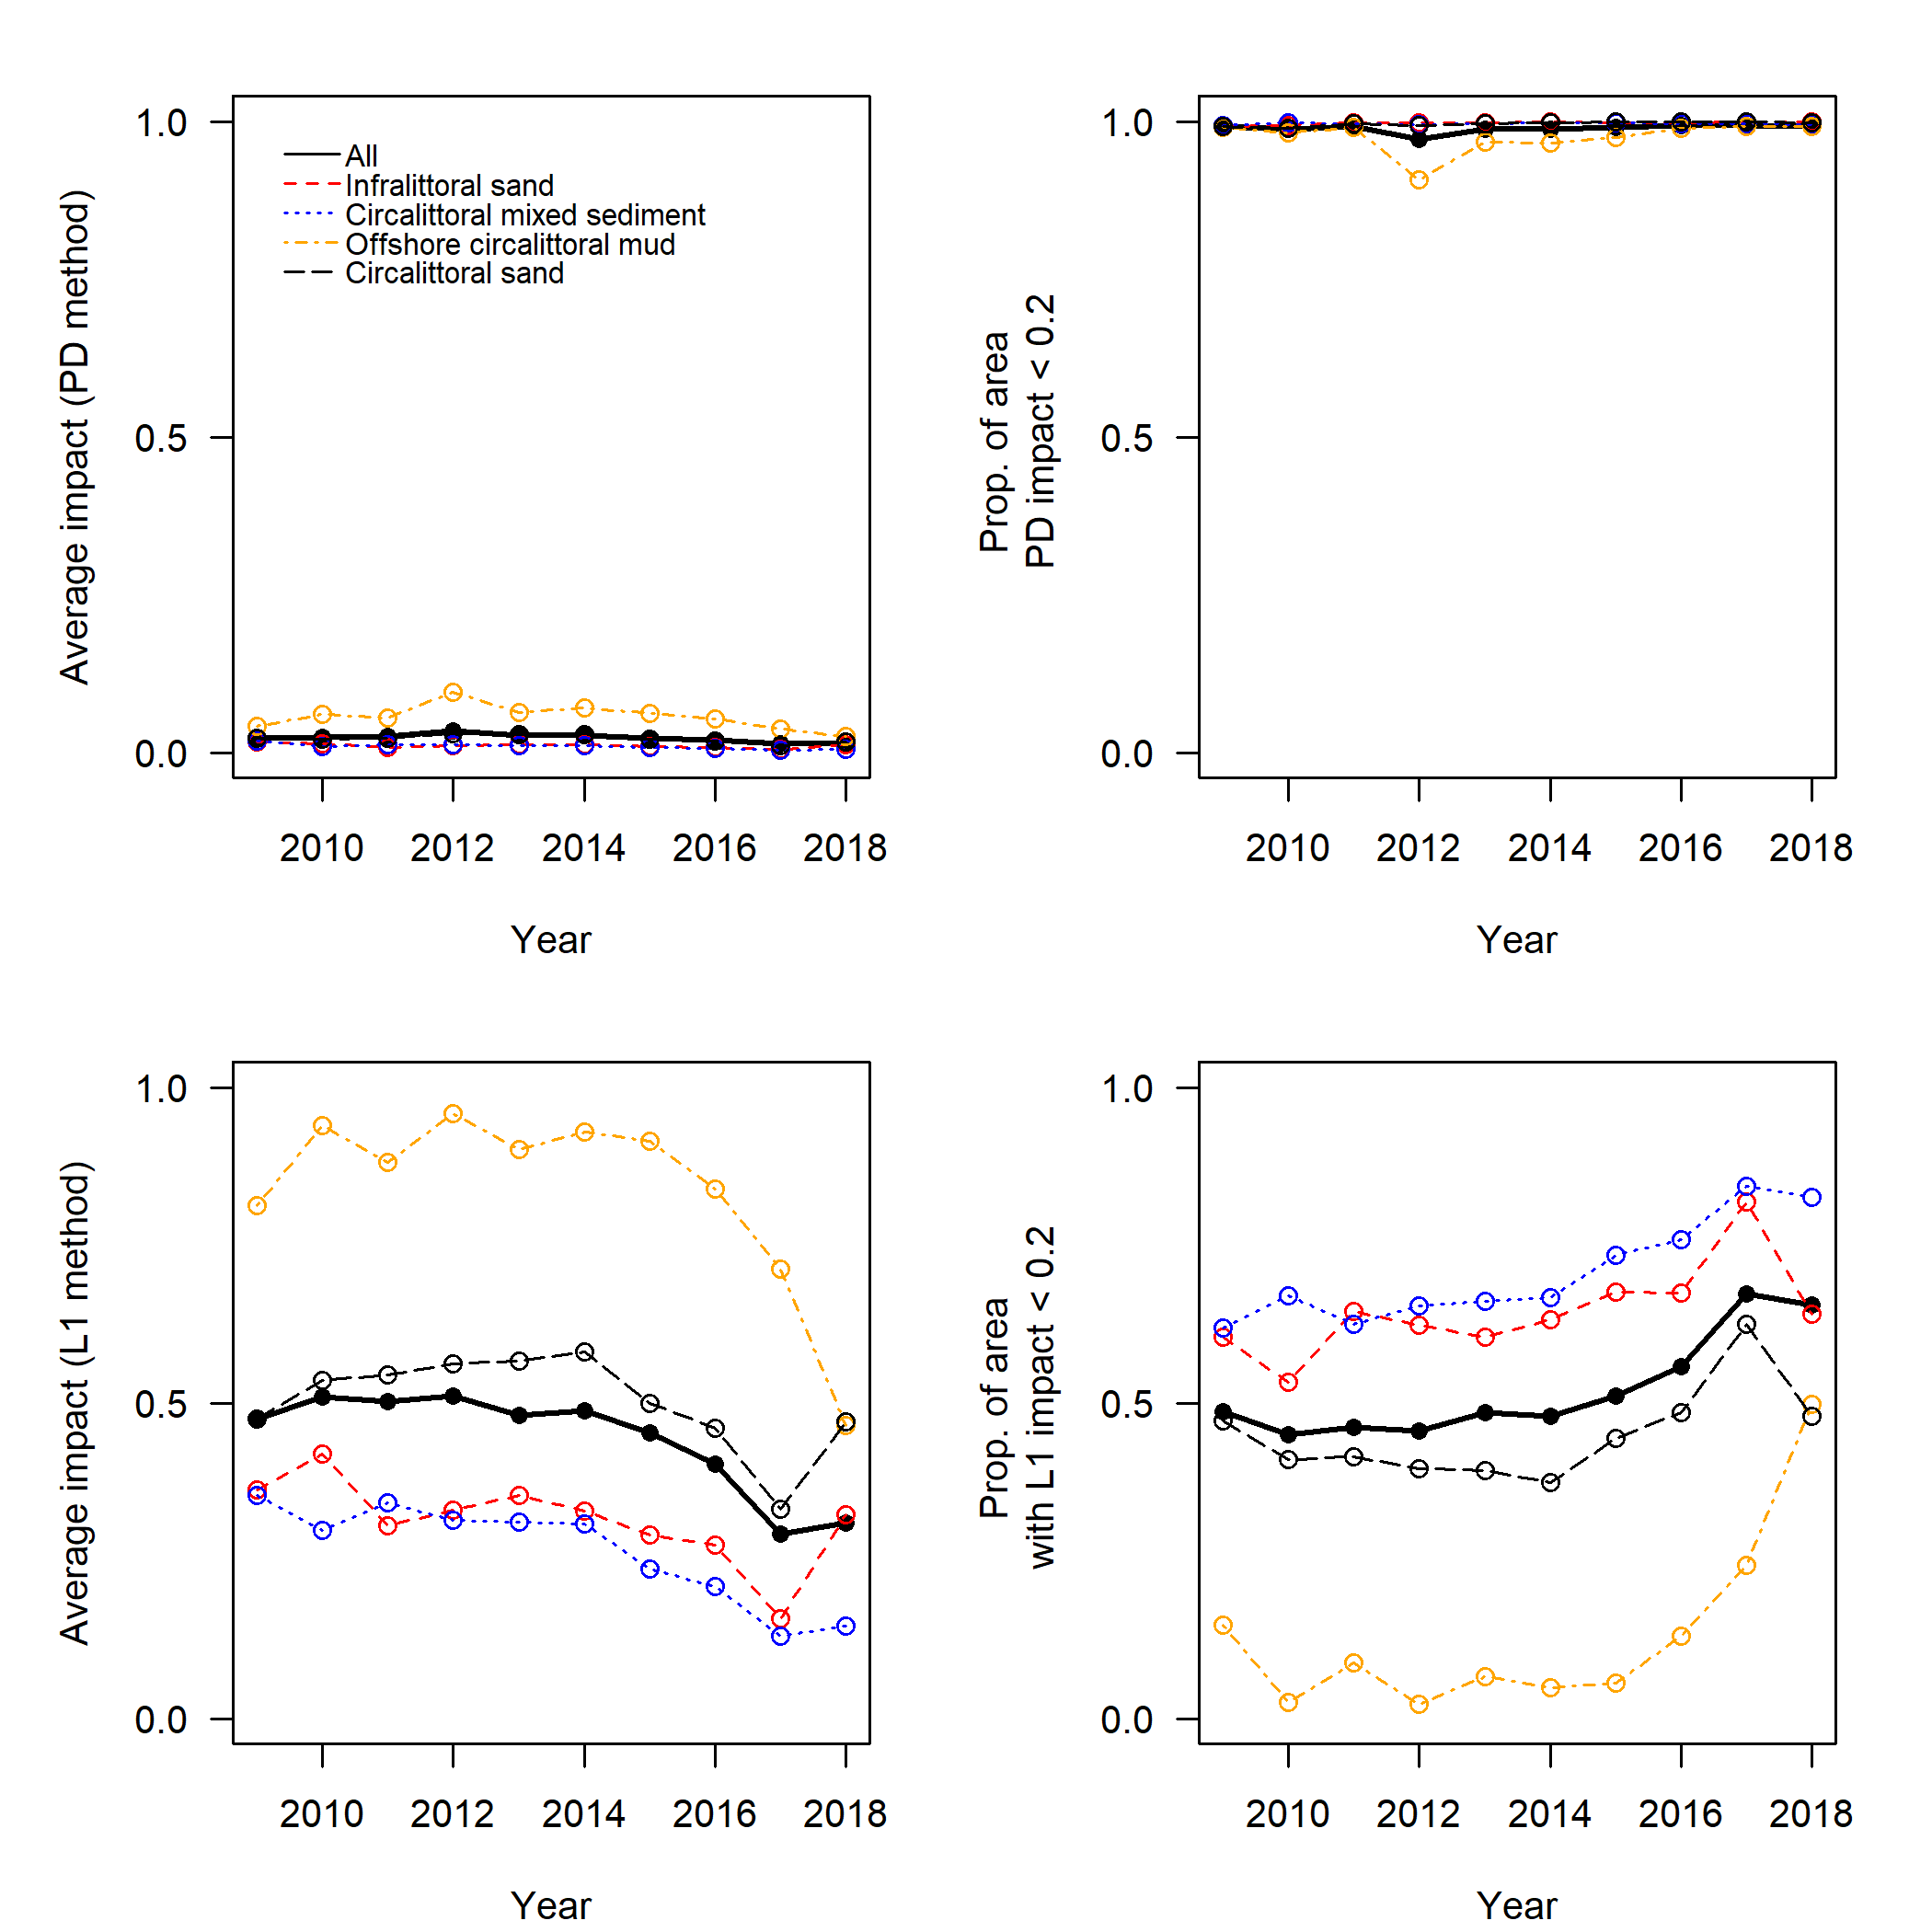 Average impact (PD method)
1.0
0.5
0.0
All
Infralittoral sand
Circalittoral mixed sediment
Offshore circalittoral mud
Circalittoral sand
2010 2012 2014 2016 2018
Year
Prop. of area
PD impact < 0.2
1.0
0.5
0.0
2010 2012 2014 2016 2018
Year
Average impact (L1 method)
1.0
0.5
0.0
2010 2012 2014 2016 2018
Year
Prop. of area
with L1 impact < 0.2
1.0
0.5
0.0
2010 2012 2014 2016 2018
Year